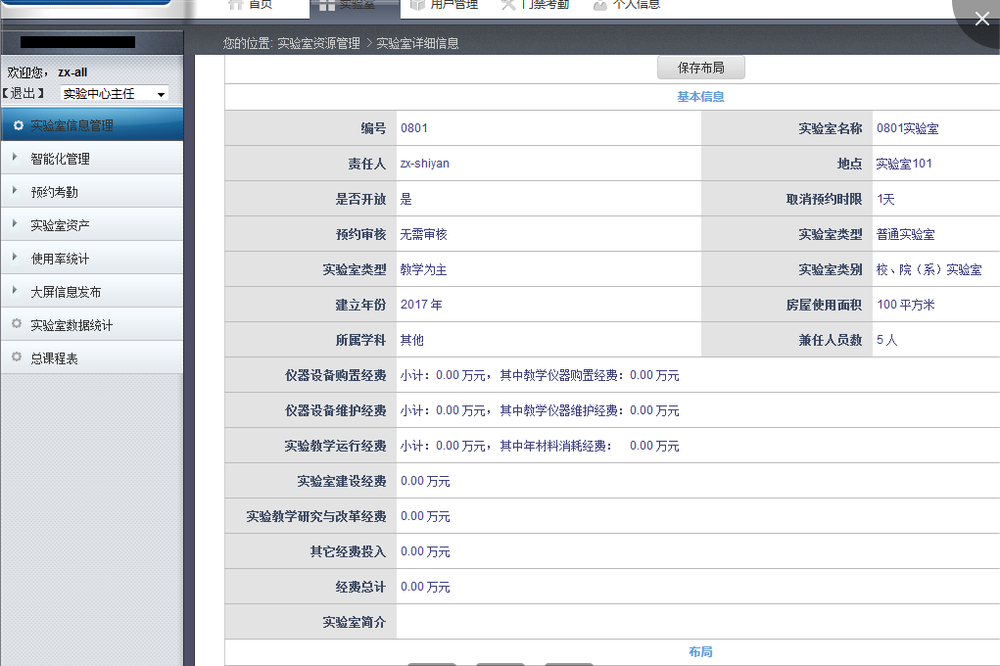 首页 实验室 用户管理 门禁考勤 个人信息
您的位置: 实验室资源管理 > 实验室详细信息
欢迎您， zx-all
【退出】 实验中心主任
实验室信息管理
智能化管理
预约考勤
实验室资产
使用率统计
大屏信息发布
实验室数据统计
总课程表
保存布局
基本信息
编号 0801 实验室名称 0801实验室
责任人 zx-shiyan 地点 实验室101
是否开放 是 取消预约时限 1天
预约审核 无需审核 实验室类型 普通实验室
实验室类型 教学为主 实验室类别 校、院（系）实验室
建立年份 2017 年 房屋使用面积 100 平方米
所属学科 其他 兼任人员数 5 人
仪器设备购置经费 小计：0.00 万元，其中教学仪器购置经费：0.00 万元
仪器设备维护经费 小计：0.00 万元，其中教学仪器维护经费：0.00 万元
实验教学运行经费 小计：0.00 万元，其中年材料消耗经费： 0.00 万元
实验室建设经费 0.00 万元
实验教学研究与改革经费 0.00 万元
其它经费投入 0.00 万元
经费总计 0.00 万元
实验室简介
布局